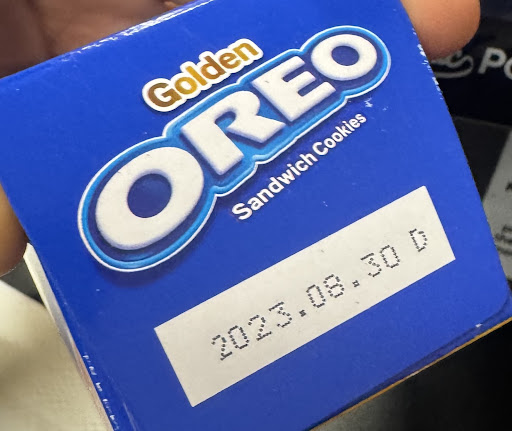 Golden
OREO
Sandwich Cookies
2023.08.30 D